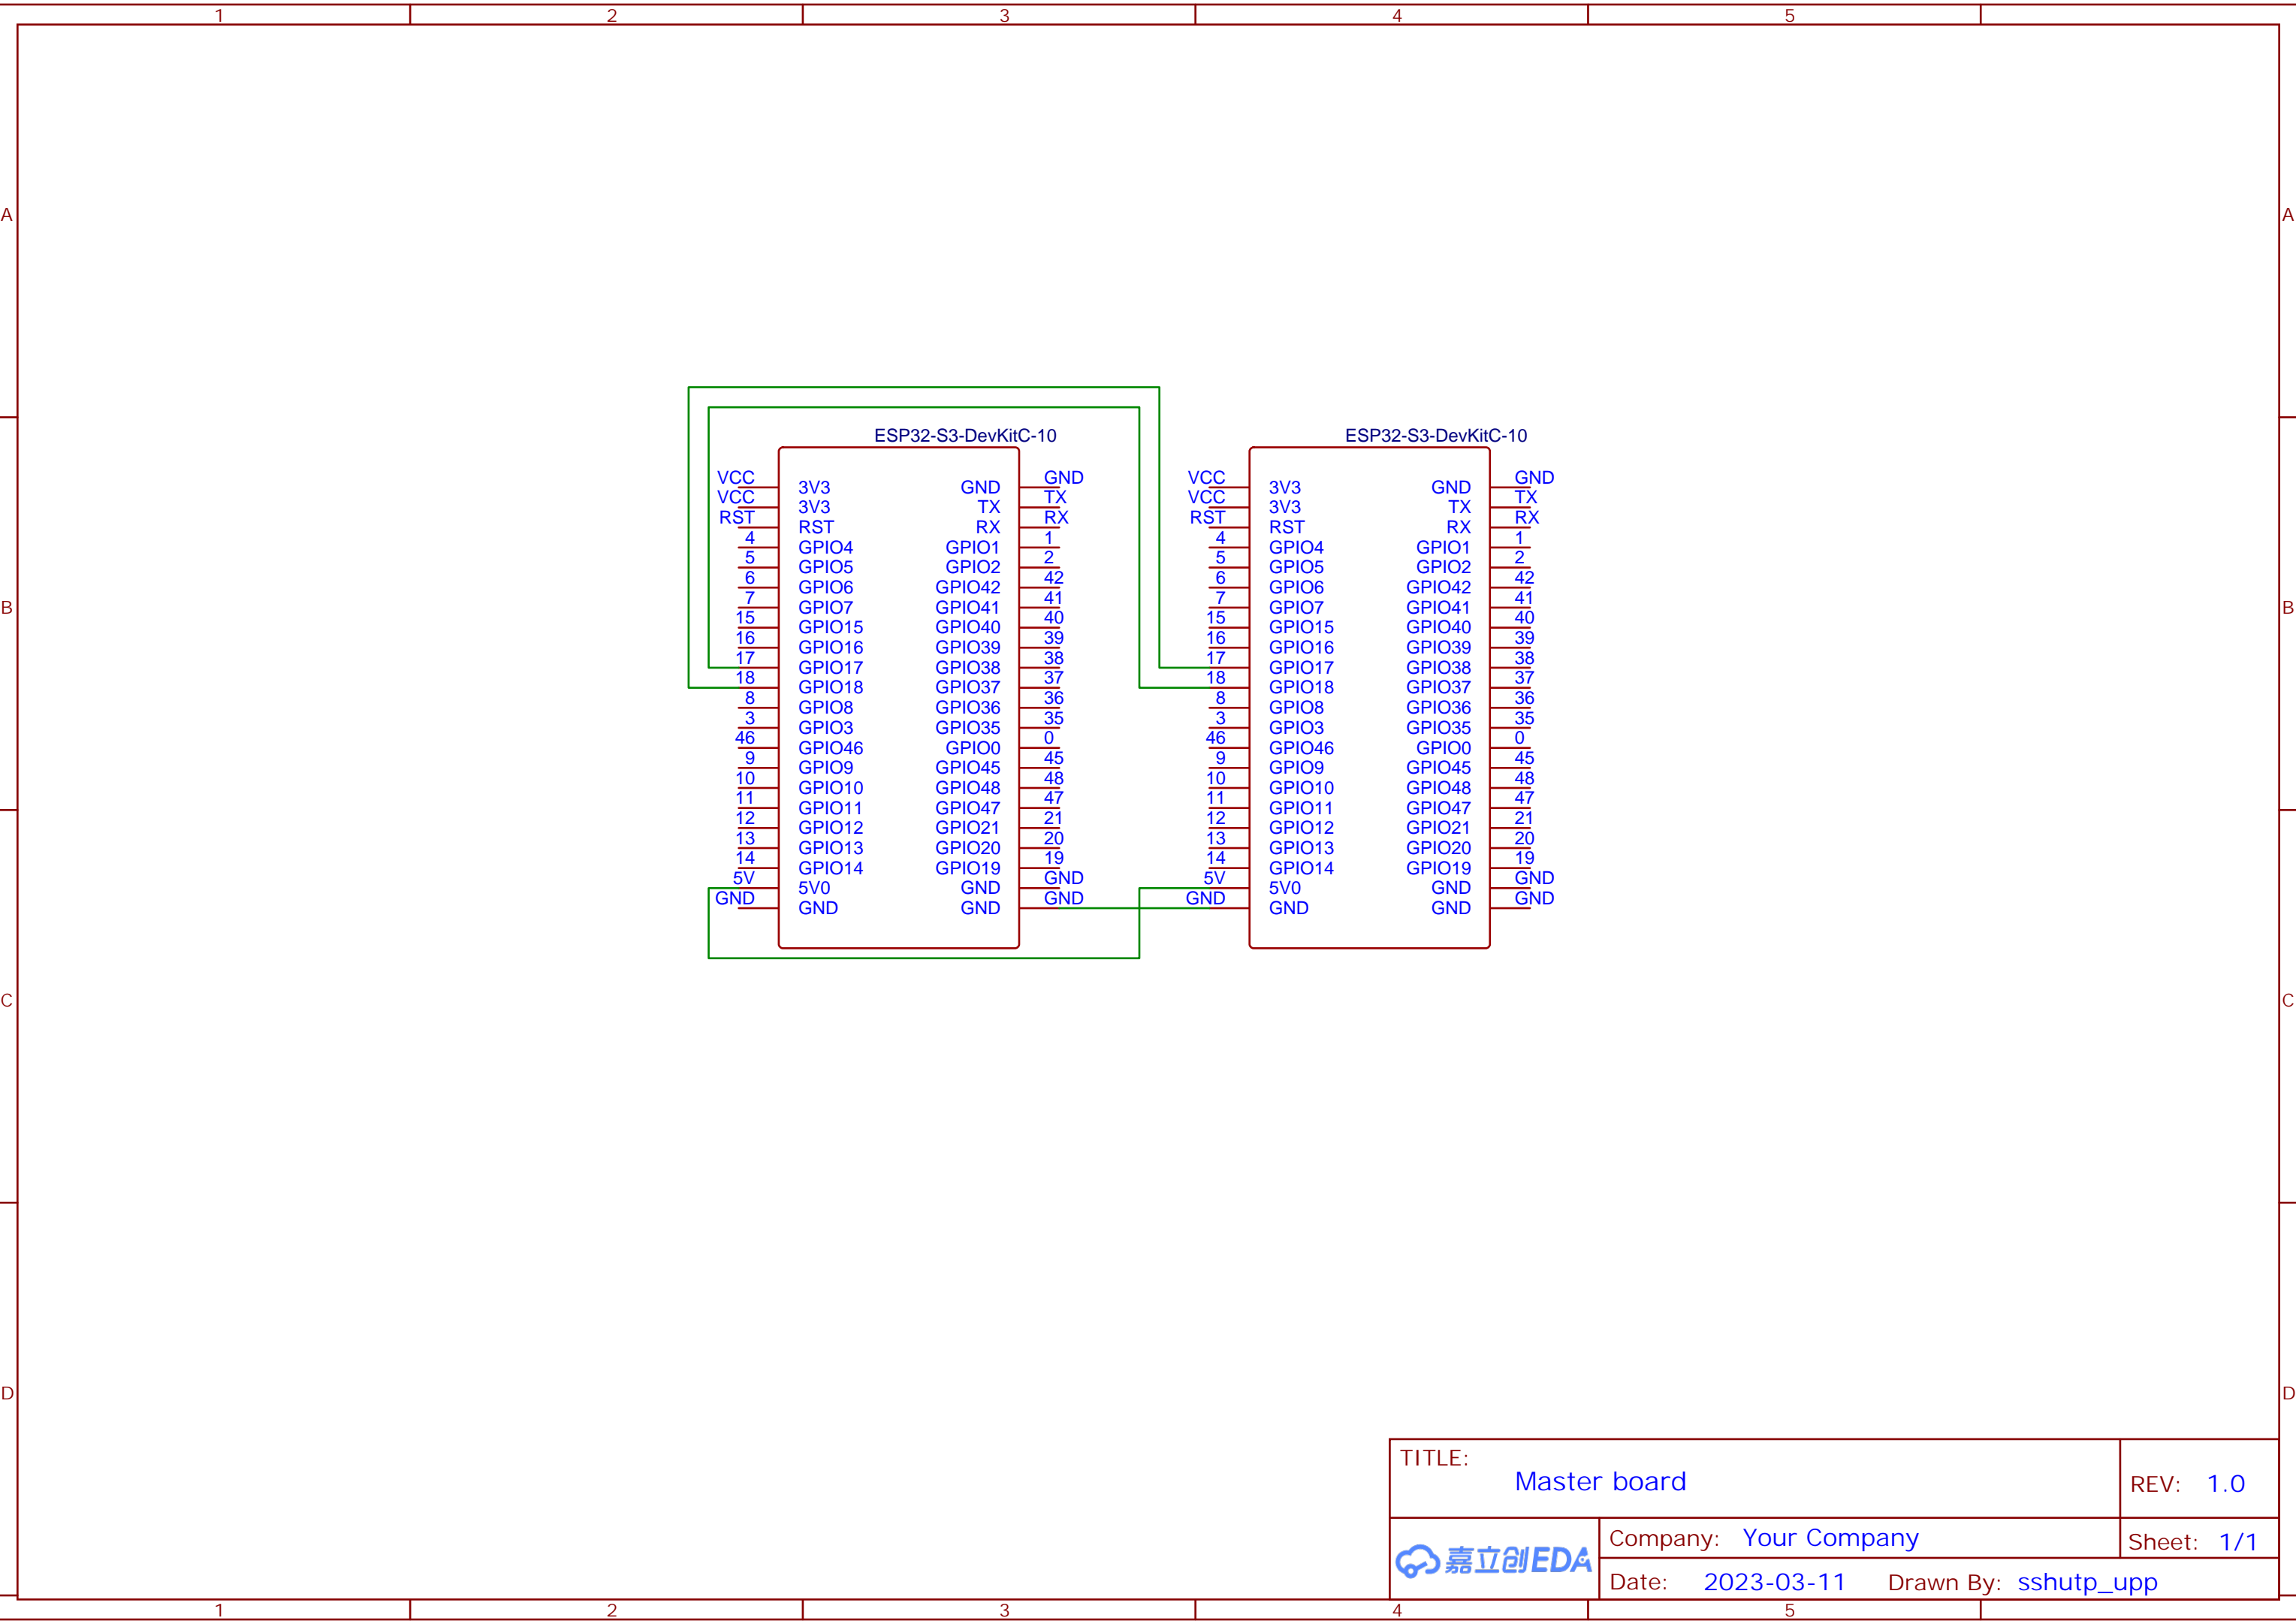 1 2 3 4 5
A A
ESP32-S3-DevKitC-10 ESP32-S3-DevKitC-10
VCC 3V3 GND GND VCC 3V3 GND GND
VCC 3V3 TX TX VCC 3V3 TX TX
RST RST RX RX RST RST RX RX
4 GPIO4 GPIO1 1 4 GPIO4 GPIO1 1
5 GPIO5 GPIO2 2 5 GPIO5 GPIO2 2
6 GPIO6 GPIO42 42 6 GPIO6 GPIO42 42
B 7 GPIO7 GPIO41 41 7 GPIO7 GPIO41 41 B
15 GPIO15 GPIO40 40 15 GPIO15 GPIO40 40
16 GPIO16 GPIO39 39 16 GPIO16 GPIO39 39
17 GPIO17 GPIO38 38 17 GPIO17 GPIO38 38
18 GPIO18 GPIO37 37 18 GPIO18 GPIO37 37
8 GPIO8 GPIO36 36 8 GPIO8 GPIO36 36
3 GPIO3 GPIO35 35 3 GPIO3 GPIO35 35
46 GPIO46 GPIO0 0 46 GPIO46 GPIO0 0
9 GPIO9 GPIO45 45 9 GPIO9 GPIO45 45
10 GPIO10 GPIO48 48 10 GPIO10 GPIO48 48
11 GPIO11 GPIO47 47 11 GPIO11 GPIO47 47
12 GPIO12 GPIO21 21 12 GPIO12 GPIO21 21
13 GPIO13 GPIO20 20 13 GPIO13 GPIO20 20
14 GPIO14 GPIO19 19 14 GPIO14 GPIO19 19
5V 5V0 GND GND 5V 5V0 GND GND
GND GND GND GND GND GND GND GND
C C
D D
TITLE:
Master board
REV: 1.0
嘉立创EDA
Company: Your Company
Sheet: 1/1
Date: 2023-03-11 Drawn By: sshutp_upp
1 2 3 4 5